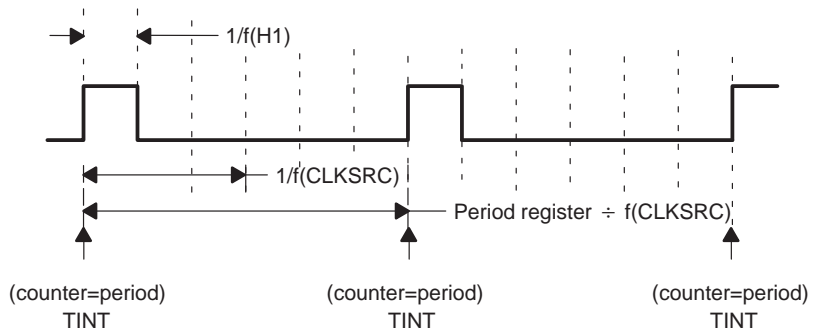 1/f(H1)
1/f(CLKSRC)
Period register ÷ f(CLKSRC)
(counter=period)
TINT
(counter=period)
TINT
(counter=period)
TINT